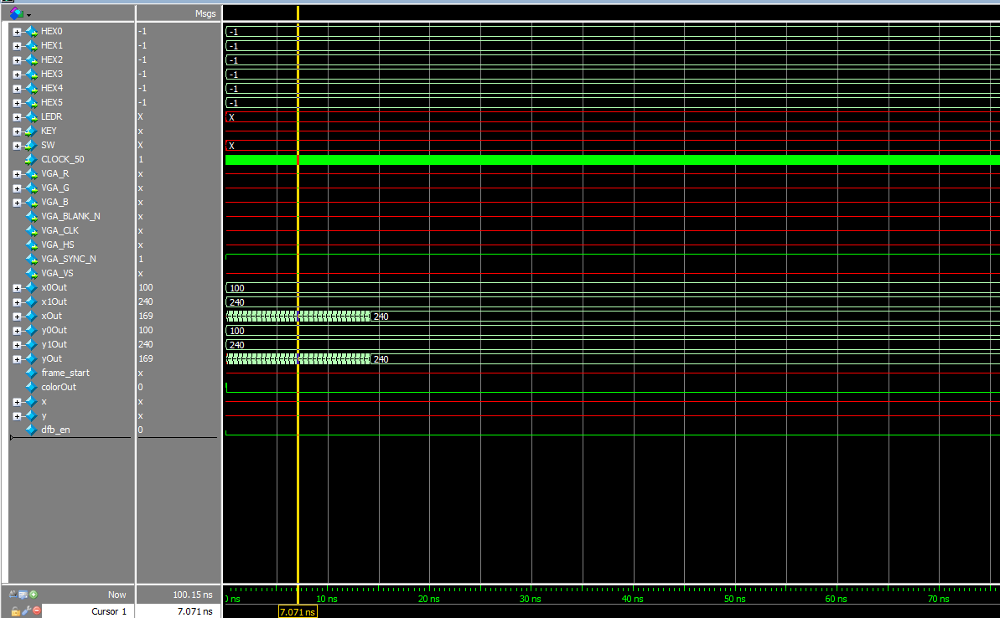 Msgs
HEX0 -1 -1
HEX1 -1 -1
HEX2 -1 -1
HEX3 -1 -1
HEX4 -1 -1
HEX5 -1 -1
LEDR X X
KEY x
SW X X
CLOCK_50 1
VGA_R x
VGA_G x
VGA_B x
VGA_BLANK_N x
VGA_CLK x
VGA_HS x
VGA_SYNC_N 1
VGA_VS x
x0Out 100 100
x1Out 240 240
xOut 169 240
y0Out 100 100
y1Out 240 240
yOut 169 240
frame_start x
colorOut 0
x x
y x
dfb_en 0
Now 100.15 ns ns 10 ns 20 ns 30 ns 40 ns 50 ns 60 ns 70 ns
Cursor 1 7.071 ns 7.071 ns